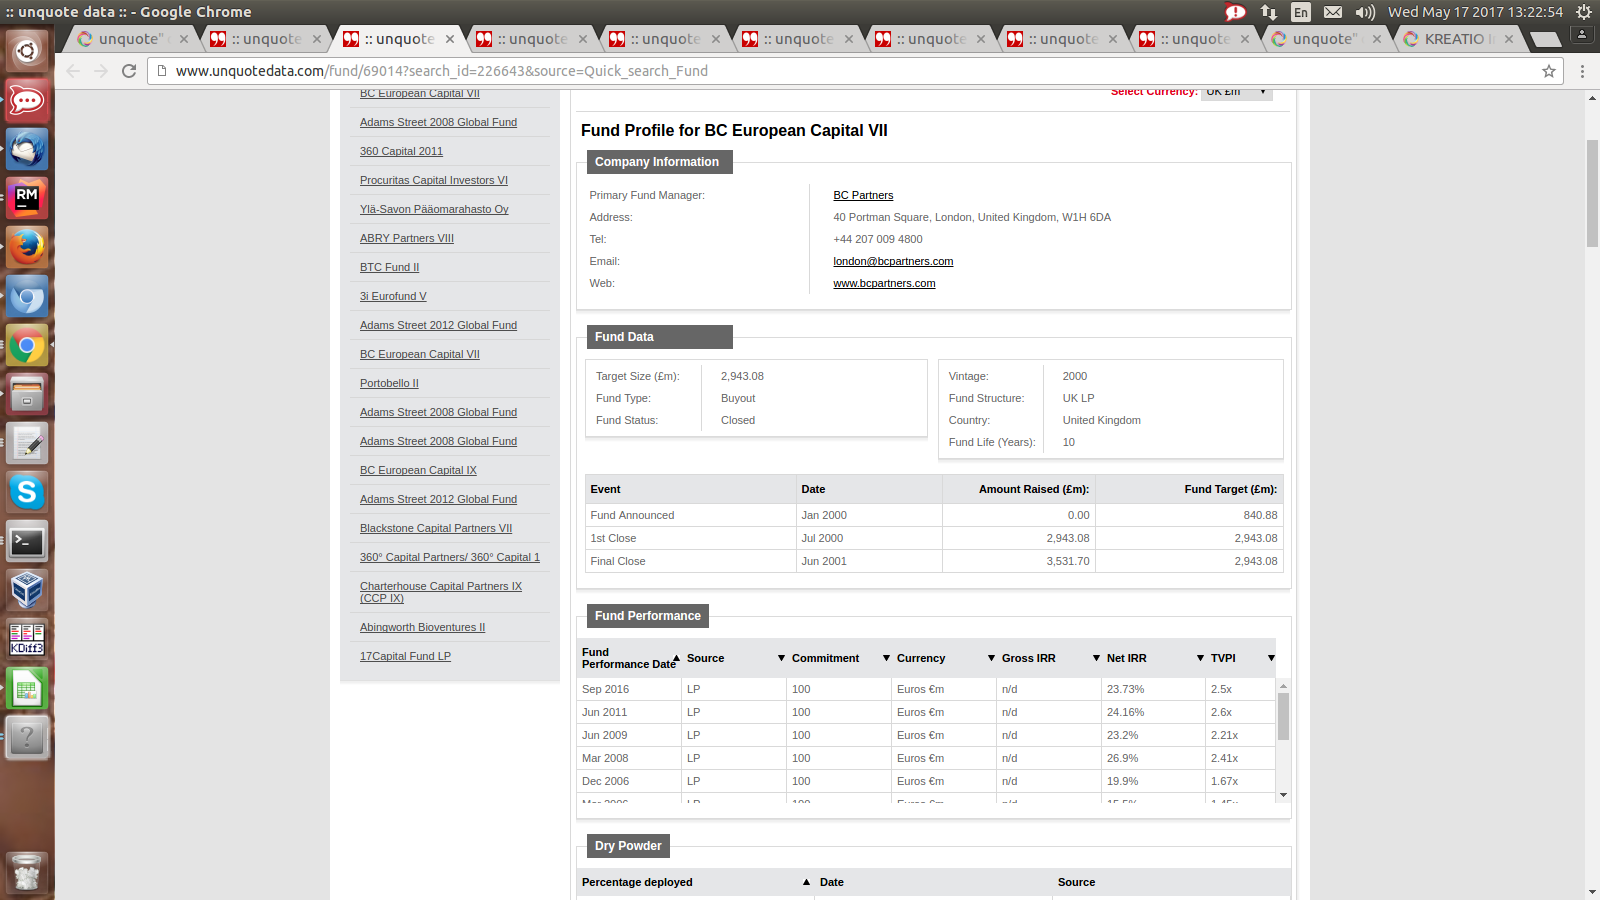 :: unquote data :: - Google Chrome
En
Wed May 17 2017 13:22:54
unquote"
:: unquote
:: unquote
:: unquote
:: unquote
:: unquote
:: unquote
:: unquote
:: unquote
unquote"
KREATIO I
www.unquotedata.com/fund/69014?search_id=226643&source=Quick_search_Fund
BC European Capital VII
Adams Street 2008 Global Fund
360 Capital 2011
Procuritas Capital Investors VI
Ylä-Savon Pääomarahasto Oy
ABRY Partners VIII
BTC Fund II
3i Eurofund V
Adams Street 2012 Global Fund
BC European Capital VII
Portobello II
Adams Street 2008 Global Fund
Adams Street 2008 Global Fund
BC European Capital IX
Adams Street 2012 Global Fund
Blackstone Capital Partners VII
360° Capital Partners/ 360° Capital 1
Charterhouse Capital Partners IX
(CCP IX)
Abingworth Bioventures II
17Capital Fund LP
Select Currency: UK £m
Fund Profile for BC European Capital VII
Company Information
Primary Fund Manager: BC Partners
Address: 40 Portman Square, London, United Kingdom, W1H 6DA
Tel: +44 207 009 4800
Email: london@bcpartners.com
Web: www.bcpartners.com
Fund Data
Target Size (£m): 2,943.08
Fund Type: Buyout
Fund Status: Closed
Vintage: 2000
Fund Structure: UK LP
Country: United Kingdom
Fund Life (Years): 10
Event Date Amount Raised (£m): Fund Target (£m):
Fund Announced Jan 2000 0.00 840.88
1st Close Jul 2000 2,943.08 2,943.08
Final Close Jun 2001 3,531.70 2,943.08
Fund Performance
Fund
Performance Date Source Commitment Currency Gross IRR Net IRR TVPI
Sep 2016 LP 100 Euros €m n/d 23.73% 2.5x
Jun 2011 LP 100 Euros €m n/d 24.16% 2.6x
Jun 2009 LP 100 Euros €m n/d 23.2% 2.21x
Mar 2008 LP 100 Euros €m n/d 26.9% 2.41x
Dec 2006 LP 100 Euros €m n/d 19.9% 1.67x
Mar 2006 LP 100 Euros €m n/d 15.5% 1.45x
Dry Powder
Percentage deployed Date Source
RM
KDiff3